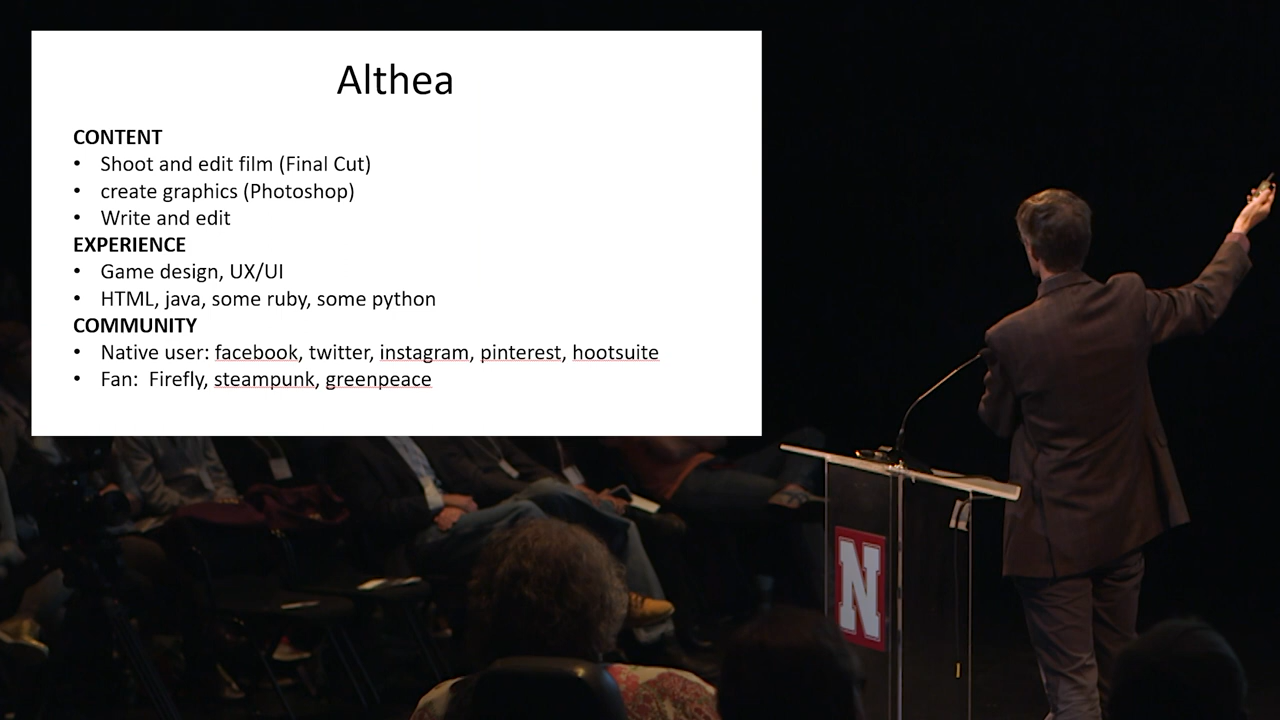 Althea
CONTENT
• Shoot and edit film (Final Cut)
• create graphics (Photoshop)
• Write and edit
EXPERIENCE
• Game design, UX/UI
• HTML, java, some ruby, some python
COMMUNITY
• Native user: facebook, twitter, instagram, pinterest, hootsuite
• Fan:  Firefly, steampunk, greenpeace
N